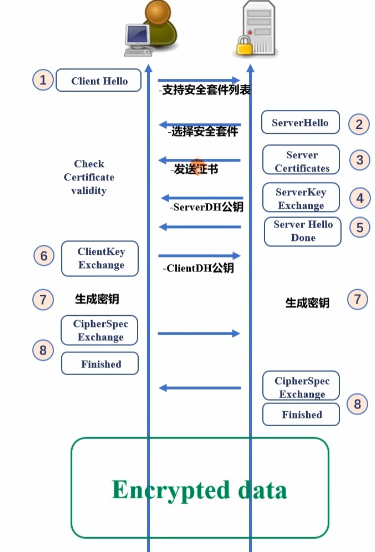 1
Client Hello
-支持安全套件列表
ServerHello
2
-选择安全套件
Check
Certificate
validity
Server
Certificates
3
-发送证书
ServerKey
Exchange
4
-ServerDH公钥
Server Hello
Done
5
6
ClientKey
Exchange
-ClientDH公钥
7
生成密钥
生成密钥
7
CipherSpec
Exchange
8
Finished
CipherSpec
Exchange
8
Finished
Encrypted data